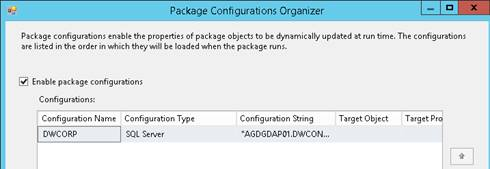 Package Configurations Organizer
Package configurations enable the properties of package objects to be dynamically updated at run time. The configurations
are listed in the order in which they will be loaded when the package runs.
Enable package configurations
Configurations:
Configuration Name Configuration Type Configuration String Target Object Target Pro
DWCORP SQL Server "AGDGDAP01.DWCON...